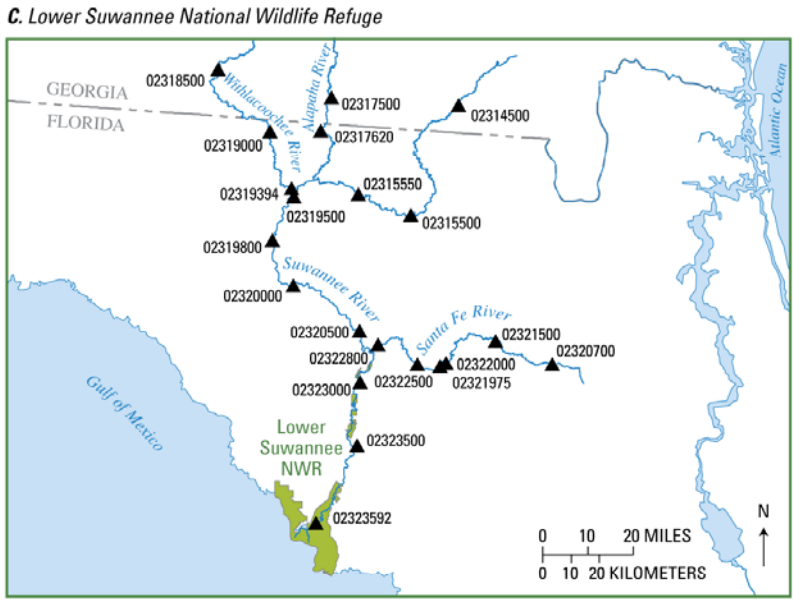 C. Lower Suwannee National Wildlife Refuge
02318500
Withlacoochee River
Alapaha River
GEORGIA
FLORIDA
02317500
02314500
Atlantic Ocean
02319000
02317620
02319394
02315550
02319500
02315500
02319800
Suwannee River
02320000
Santa Fe River
02320500
02321500
02322800
02320700
02322000
02323000
02322500
02321975
Gulf of Mexico
Lower
Suwannee
NWR
02323500
02323592
N
0 10 20 MILES
0 10 20 KILOMETERS